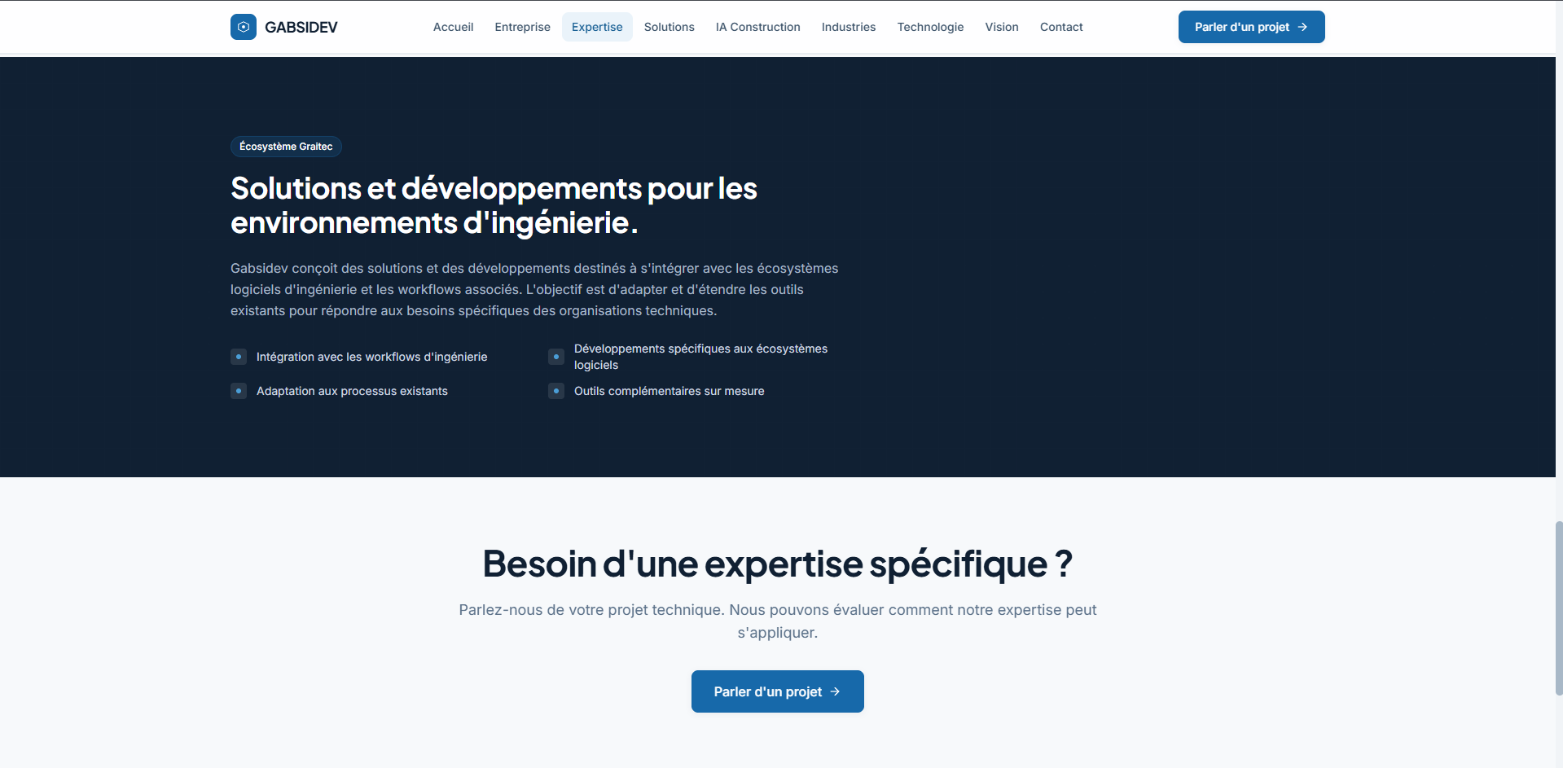 GABSIDEV
Accueil
Entreprise
Expertise
Solutions
IA Construction
Industries
Technologie
Vision
Contact
Parler d'un projet →
Écosystème Graitec
Solutions et développements pour les
environnements d'ingénierie.
Gabsidev conçoit des solutions et des développements destinés à s'intégrer avec les écosystèmes
logiciels d'ingénierie et les workflows associés. L'objectif est d'adapter et d'étendre les outils
existants pour répondre aux besoins spécifiques des organisations techniques.
Intégration avec les workflows d'ingénierie
Développements spécifiques aux écosystèmes
logiciels
Adaptation aux processus existants
Outils complémentaires sur mesure
Besoin d'une expertise spécifique ?
Parlez-nous de votre projet technique. Nous pouvons évaluer comment notre expertise peut
s'appliquer.
Parler d'un projet →